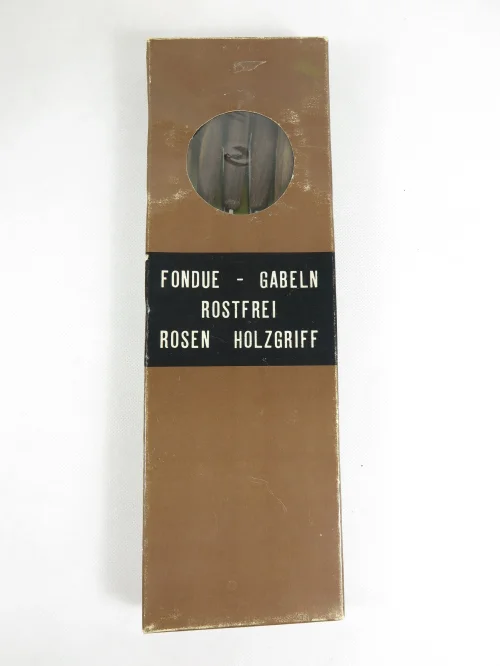 FONDUE - GABELN
ROSTFREI
ROSEN HOLZGRIFF